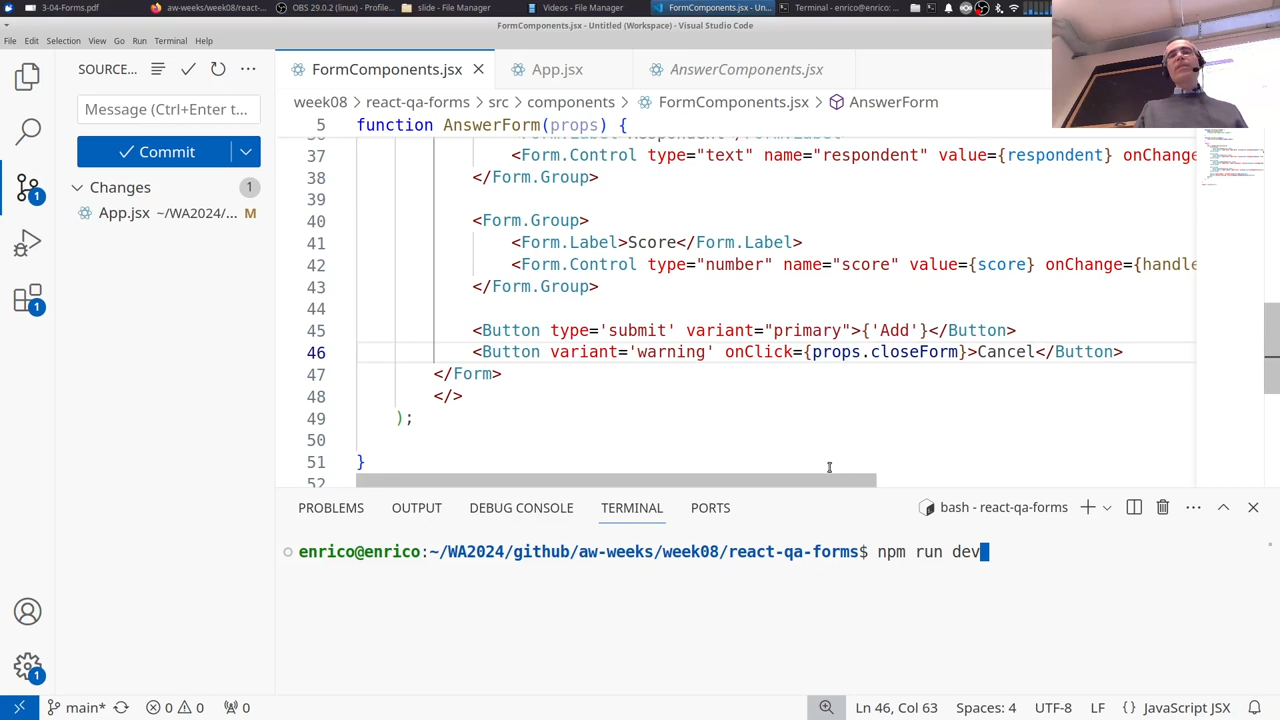 3-04-Forms.pdf
aw-weeks/week08/react-...
OBS 29.0.2 (linux) - Profile...
slide - File Manager
Videos - File Manager
FormComponents.jsx - Un...
Terminal - enrico@enrico: ...
FormComponents.jsx - Untitled (Workspace) - Visual Studio Code
File Edit Selection View Go Run Terminal Help
SOURCE...
FormComponents.jsx
App.jsx
AnswerComponents.jsx
week08 > react-qa-forms > src > components > FormComponents.jsx > AnswerForm
Message (Ctrl+Enter t...
Commit
Changes 1
App.jsx ~/WA2024/... M
1
1
1
5 function AnswerForm(props) {
37 <Form.Control type="text" name="respondent" value={respondent} onChange
38 </Form.Group>
39
40 <Form.Group>
41 <Form.Label>Score</Form.Label>
42 <Form.Control type="number" name="score" value={score} onChange={handle
43 </Form.Group>
44
45 <Button type='submit' variant="primary">{'Add'}</Button>
46 <Button variant='warning' onClick={props.closeForm}>Cancel</Button>
47 </Form>
48 </>
49 );
50
51 }
52
PROBLEMS OUTPUT DEBUG CONSOLE TERMINAL PORTS
bash - react-qa-forms
enrico@enrico:~/WA2024/github/aw-weeks/week08/react-qa-forms$ npm run dev
main* 0 0 0
Ln 46, Col 63 Spaces: 4 UTF-8 LF {} JavaScript JSX